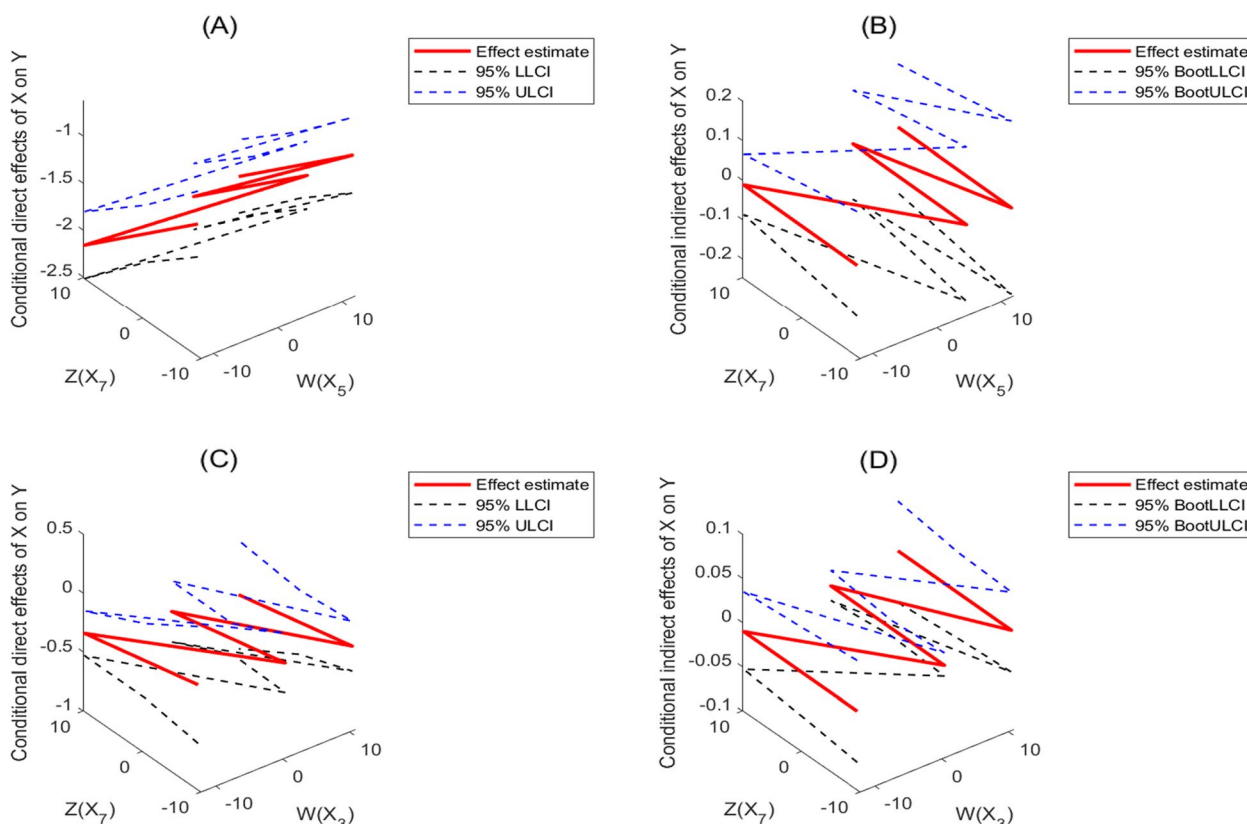 (A)
Conditional direct effects of X on Y
Effect estimate
95% LLCI
95% ULCI
-1
-1.5
-2
-2.5
10
0
-10
Z(X7)
-10
0
10
W(X5)
(B)
Conditional indirect effects of X on Y
Effect estimate
95% BootLLCI
95% BootULCI
0.2
0.1
0
-0.1
-0.2
10
0
-10
Z(X7)
-10
0
10
W(X5)
(C)
Conditional direct effects of X on Y
Effect estimate
95% LLCI
95% ULCI
0.5
0
-0.5
-1
10
0
-10
Z(X7)
-10
0
10
W(X3)
(D)
Conditional indirect effects of X on Y
Effect estimate
95% BootLLCI
95% BootULCI
0.1
0.05
0
-0.05
-0.1
10
0
-10
Z(X7)
-10
0
10
W(X3)